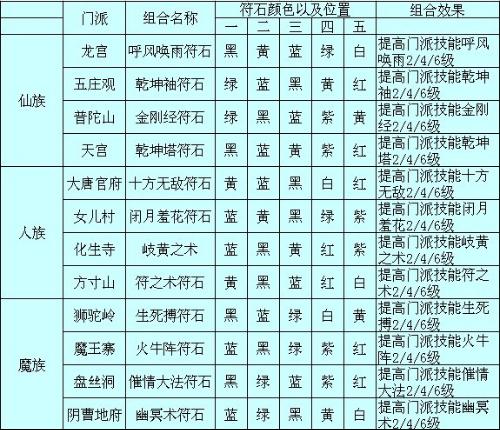 门派 组合名称 符石颜色以及位置 组合效果
一 二 三 四 五
仙族
龙宫 呼风唤雨符石 黑 黄 蓝 绿 白 提高门派技能呼风
唤雨2/4/6级
五庄观 乾坤袖符石 绿 蓝 黑 黄 红 提高门派技能乾坤
袖2/4/6级
普陀山 金刚经符石 绿 黑 蓝 紫 黄 提高门派技能金刚
经2/4/6级
天宫 乾坤塔符石 黑 蓝 黄 紫 红 提高门派技能乾坤
塔2/4/6级
人族
大唐官府 十方无敌符石 黄 蓝 黑 白 红 提高门派技能十方
无敌2/4/6级
女儿村 闭月羞花符石 蓝 黄 黑 绿 紫 提高门派技能闭月
羞花2/4/6级
化生寺 岐黄之术 蓝 黑 黄 红 紫 提高门派技能岐黄
之术2/4/6级
方寸山 符之术符石 黄 黑 蓝 红 紫 提高门派技能符之
术2/4/6级
魔族
狮驼岭 生死搏符石 黑 蓝 绿 白 黄 提高门派技能生死
搏2/4/6级
魔王寨 火牛阵符石 蓝 黑 绿 紫 红 提高门派技能火牛
阵2/4/6级
盘丝洞 催情大法符石 黑 绿 蓝 紫 红 提高门派技能催情
大法2/4/6级
阴曹地府 幽冥术符石 蓝 绿 黑 黄 白 提高门派技能幽冥
术2/4/6级